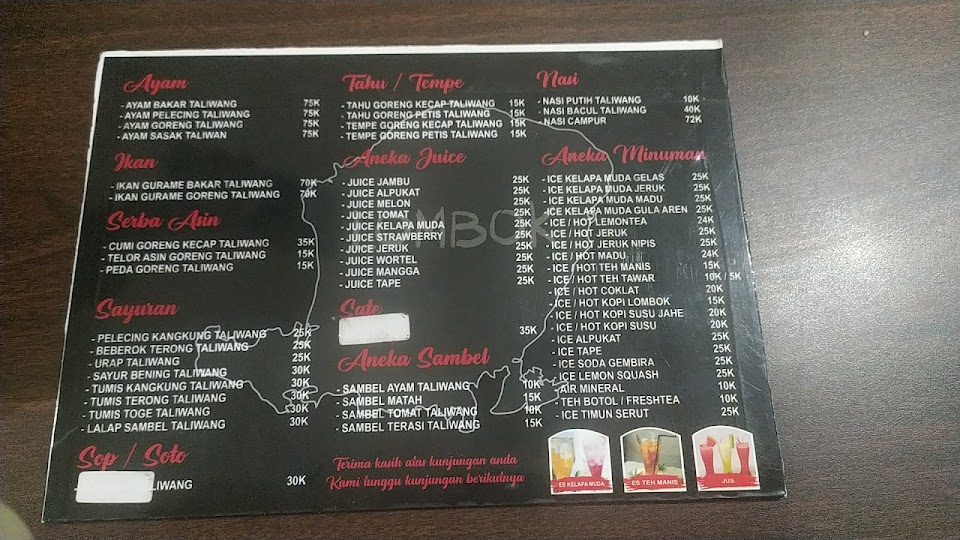 Ayam
- AYAM BAKAR TALIWANG 75K
- AYAM PELECING TALIWANG 75K
- AYAM GORENG TALIWANG 75K
- AYAM SASAK TALIWAN 75K
Ikan
- IKAN GURAME BAKAR TALIWANG 70K
- IKAN GURAME GORENG TALIWANG 70K
Serba Asin
- CUMI GORENG KECAP TALIWANG 35K
- TELOR ASIN GORENG TALIWANG 15K
- PEDA GORENG TALIWANG 15K
Sayuran
- PELECING KANGKUNG TALIWANG 25K
- BEBEROK TERONG TALIWANG 25K
- URAP TALIWANG 25K
- SAYUR BENING TALIWANG 30K
- TUMIS KANGKUNG TALIWANG 30K
- TUMIS TERONG TALIWANG 30K
- TUMIS TOGE TALIWANG 30K
- LALAP SAMBEL TALIWANG 30K
Sop / Soto
LIWANG 30K
Tahu / Tempe
- TAHU GORENG KECAP TALIWANG 15K
- TAHU GORENG PETIS TALIWANG 15K
- TEMPE GORENG KECAP TALIWANG 15K
- TEMPE GORENG PETIS TALIWANG 15K
Aneka Juice
- JUICE JAMBU 25K
- JUICE ALPUKAT 25K
- JUICE MELON 25K
- JUICE TOMAT 25K
- JUICE KELAPA MUDA 25K
- JUICE STRAWBERRY 25K
- JUICE JERUK 25K
- JUICE WORTEL 25K
- JUICE MANGGA 25K
- JUICE TAPE 25K
MBOK
Sate
35K
Aneka Sambel
- SAMBEL AYAM TALIWANG 10K
- SAMBEL MATAH 15K
- SAMBEL TOMAT TALIWANG 10K
- SAMBEL TERASI TALIWANG 15K
Terima kasih atas kunjungan anda
Kami tunggu kunjungan berikutnya
Nasi
- NASI PUTIH TALIWANG 10K
- NASI BACUL TALIWANG 40K
- NASI CAMPUR 72K
Aneka Minuman
- ICE KELAPA MUDA GELAS 25K
- ICE KELAPA MUDA JERUK 25K
- ICE KELAPA MUDA MADU 25K
- ICE KELAPA MUDA GULA AREN 25K
- ICE / HOT LEMONTEA 24K
- ICE / HOT JERUK 25K
- ICE / HOT JERUK NIPIS 25K
- ICE / HOT MADU 24K
- ICE / HOT TEH MANIS 15K
- ICE / HOT TEH TAWAR 10K / 5K
- ICE / HOT COKLAT 20K
- ICE / HOT KOPI LOMBOK 15K
- ICE / HOT KOPI SUSU JAHE 20K
- ICE / HOT KOPI SUSU 20K
- ICE ALPUKAT 25K
- ICE TAPE 25K
- ICE SODA GEMBIRA 25K
- ICE LEMON SQUASH 25K
- AIR MINERAL 10K
- TEH BOTOL / FRESHTEA 10K
- ICE TIMUN SERUT 25K
ES KELAPA MUDA
ES TEH MANIS
JUS